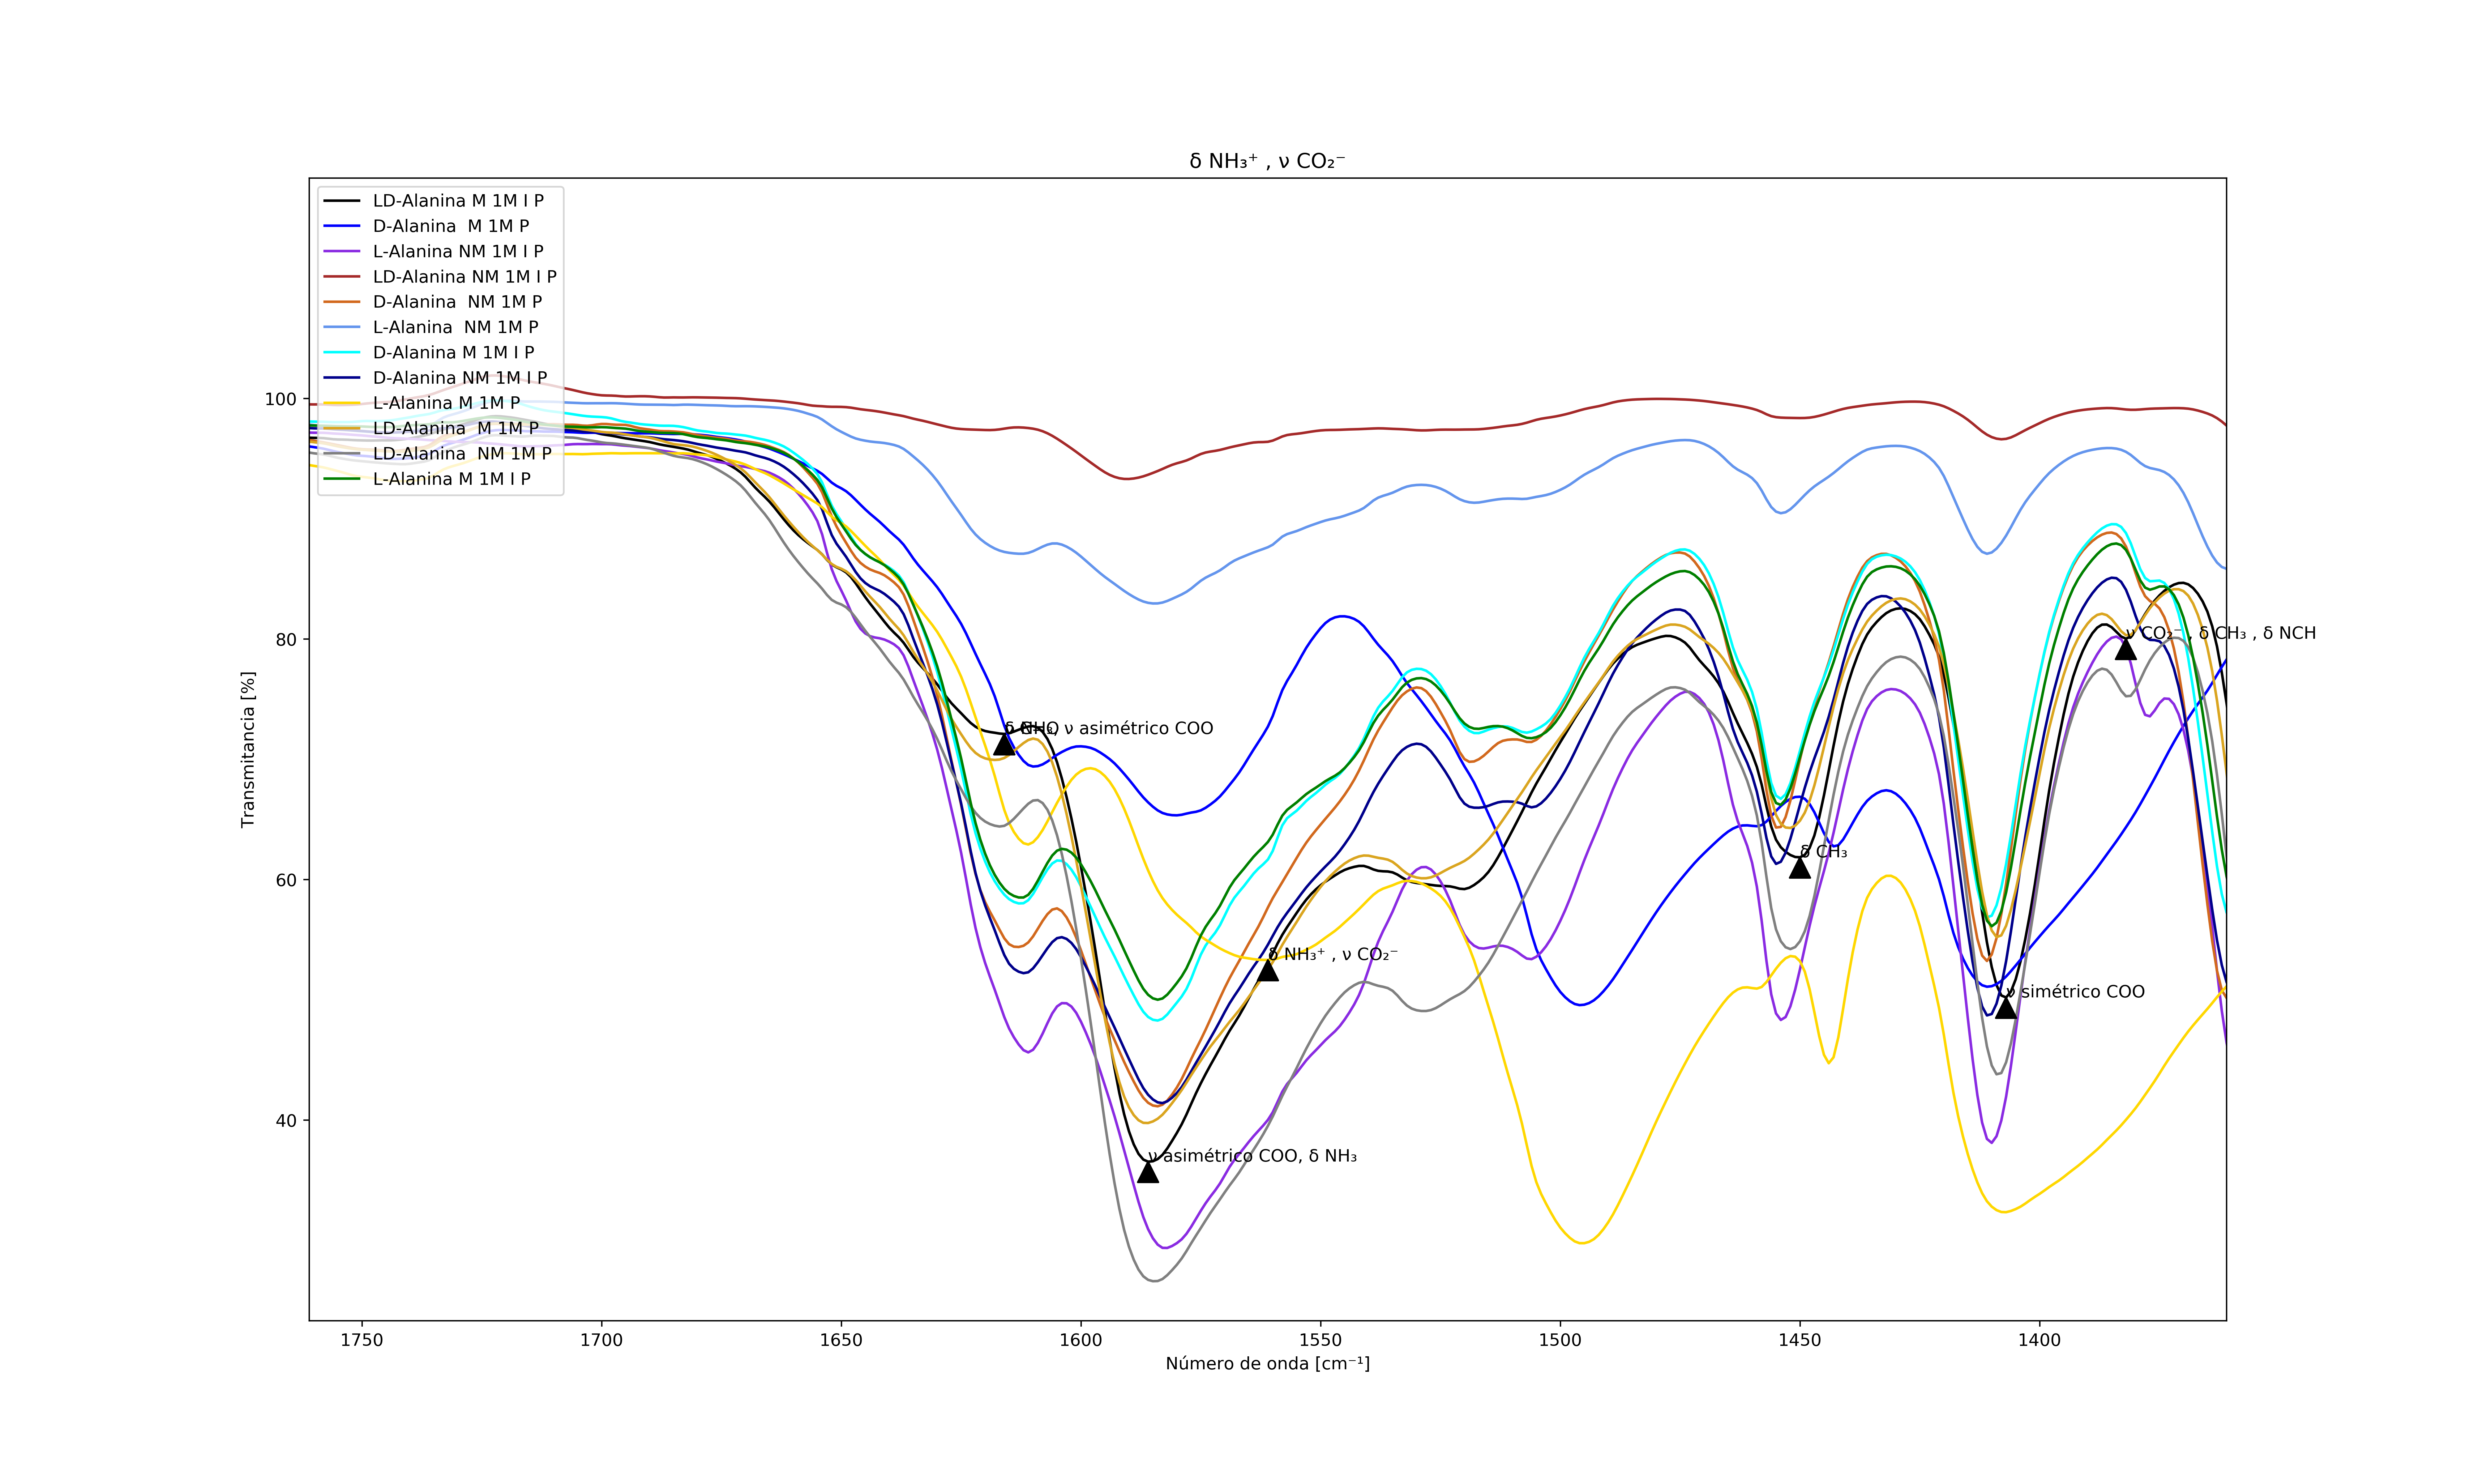 δ NH₃⁺ , ν CO₂⁻
LD-Alanina M 1M I P
D-Alanina  M 1M P
L-Alanina NM 1M I P
LD-Alanina NM 1M I P
D-Alanina  NM 1M P
L-Alanina  NM 1M P
D-Alanina M 1M I P
D-Alanina NM 1M I P
L-Alanina M 1M P
LD-Alanina  M 1M P
LD-Alanina  NM 1M P
L-Alanina M 1M I P
100
80
60
40
Transmitancia [%]
ν CO₂⁻ , δ CH₃ , δ NCH
ν asimétrico COO
δ CH₃
δ NH₃⁺ , ν CO₂⁻
ν simétrico COO
ν asimétrico COO, δ NH₃
1750
1700
1650
1600
1550
1500
1450
1400
Número de onda [cm⁻¹]